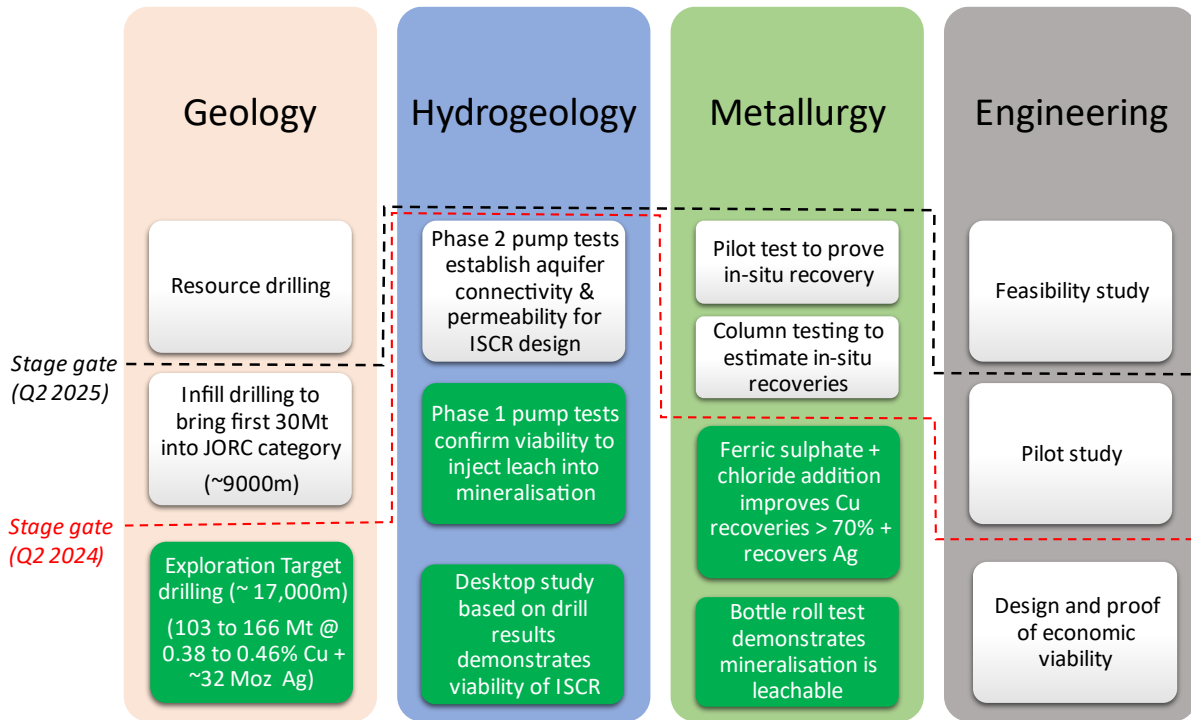 Geology
Resource drilling
Infill drilling to
bring first 30Mt
into JORC category
(~9000m)
Exploration Target
drilling (~ 17,000m)
(103 to 166 Mt @
0.38 to 0.46% Cu +
~32 Moz Ag)
Hydrogeology
Phase 2 pump tests
establish aquifer
connectivity &
permeability for
ISCR design
Phase 1 pump tests
confirm viability to
inject leach into
mineralisation
Desktop study
based on drill
results
demonstrates
viability of ISCR
Metallurgy
Pilot test to prove
in-situ recovery
Column testing to
estimate in-situ
recoveries
Ferric sulphate +
chloride addition
improves Cu
recoveries > 70% +
recovers Ag
Bottle roll test
demonstrates
mineralisation is
leachable
Engineering
Feasibility study
Pilot study
Design and proof
of economic
viability
Stage gate
(Q2 2025)
Stage gate
(Q2 2024)